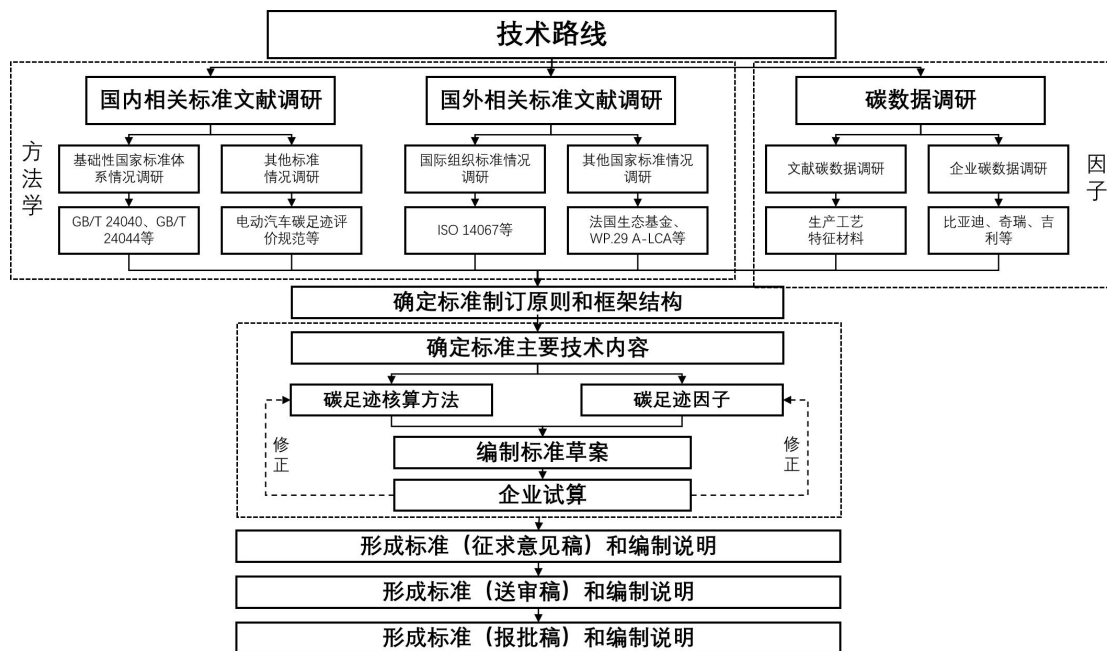 技术路线
国内相关标准文献调研
国外相关标准文献调研
碳数据调研
方法学
因子
基础性国家标准体
系情况调研
其他标准
情况调研
国际组织标准情况
调研
其他国家标准情况
调研
文献碳数据调研
企业碳数据调研
GB/T 24040、GB/T
24044等
电动汽车碳足迹评
价规范等
ISO 14067等
法国生态基金、
WP.29 A-LCA等
生产工艺
特征材料
比亚迪、奇瑞、吉
利等
确定标准制订原则和框架结构
确定标准主要技术内容
碳足迹核算方法
碳足迹因子
修正
修正
编制标准草案
企业试算
形成标准（征求意见稿）和编制说明
形成标准（送审稿）和编制说明
形成标准（报批稿）和编制说明